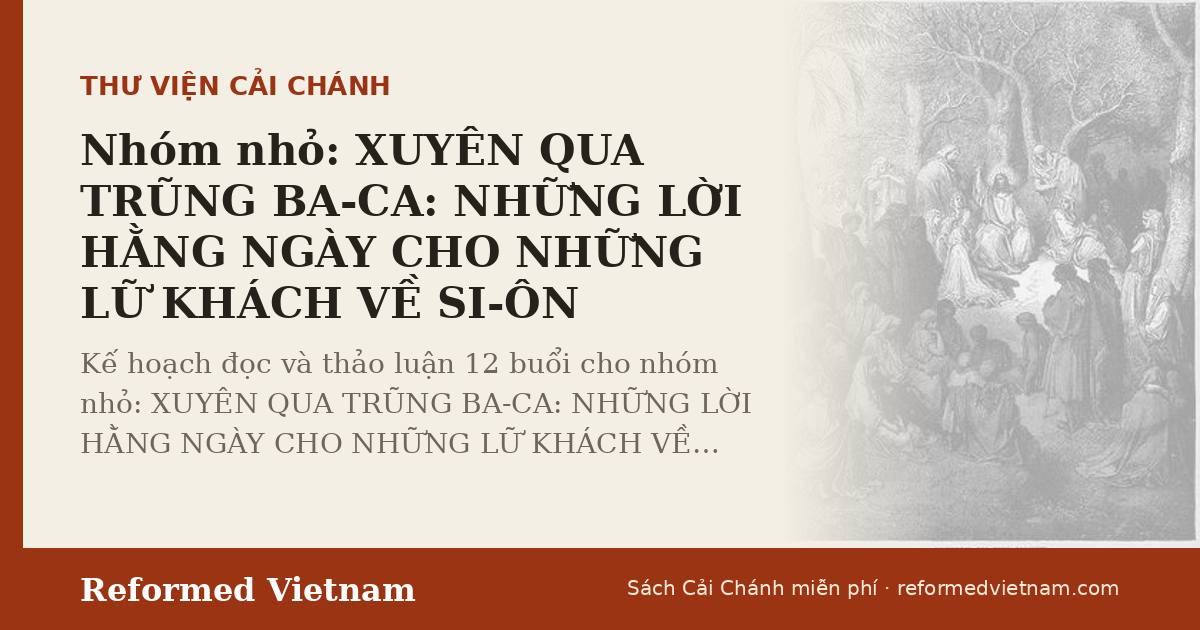 THƯ VIỆN CẢI CHÁNH
Nhóm nhỏ: XUYÊN QUA
TRŨNG BA-CA: NHỮNG LỜI
HẰNG NGÀY CHO NHỮNG
LỮ KHÁCH VỀ SI-ÔN
Kế hoạch đọc và thảo luận 12 buổi cho nhóm
nhỏ: XUYÊN QUA TRŨNG BA-CA: NHỮNG LỜI
HẰNG NGÀY CHO NHỮNG LỮ KHÁCH VỀ...
Reformed Vietnam
Sách Cải Chánh miễn phí · reformedvietnam.com